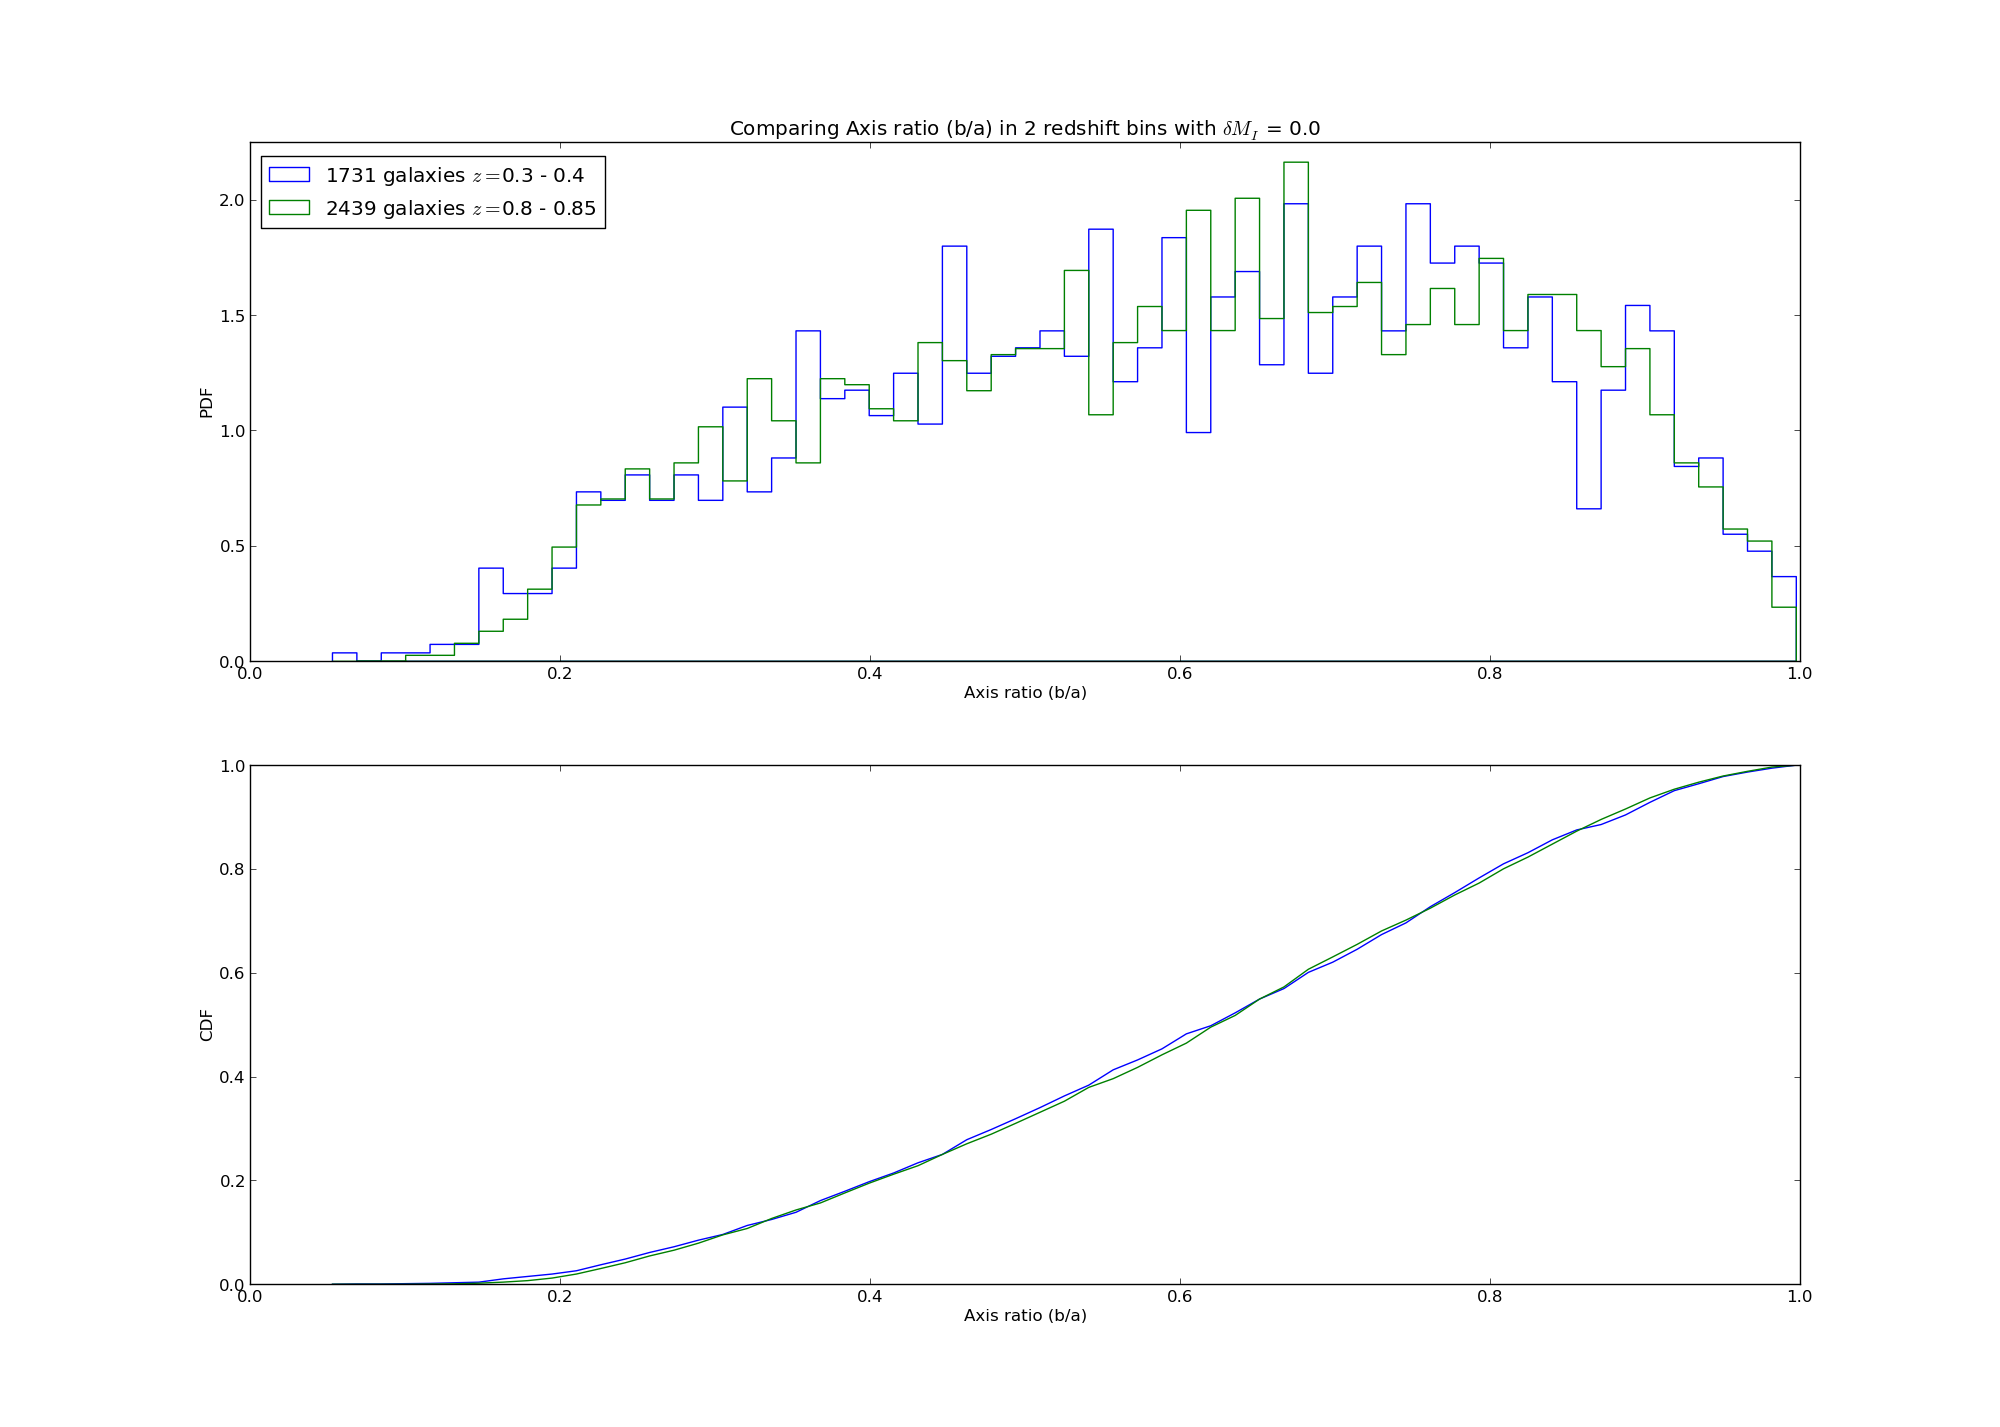 Comparing Axis ratio (b/a) in 2 redshift bins with δM_I = 0.0
1731 galaxies z=0.3 - 0.4
2439 galaxies z=0.8 - 0.85
2.0
1.5
1.0
0.5
0.0
PDF
0.0 0.2 0.4 0.6 0.8 1.0
Axis ratio (b/a)
1.0
0.8
0.6
0.4
0.2
0.0
CDF
0.0 0.2 0.4 0.6 0.8 1.0
Axis ratio (b/a)